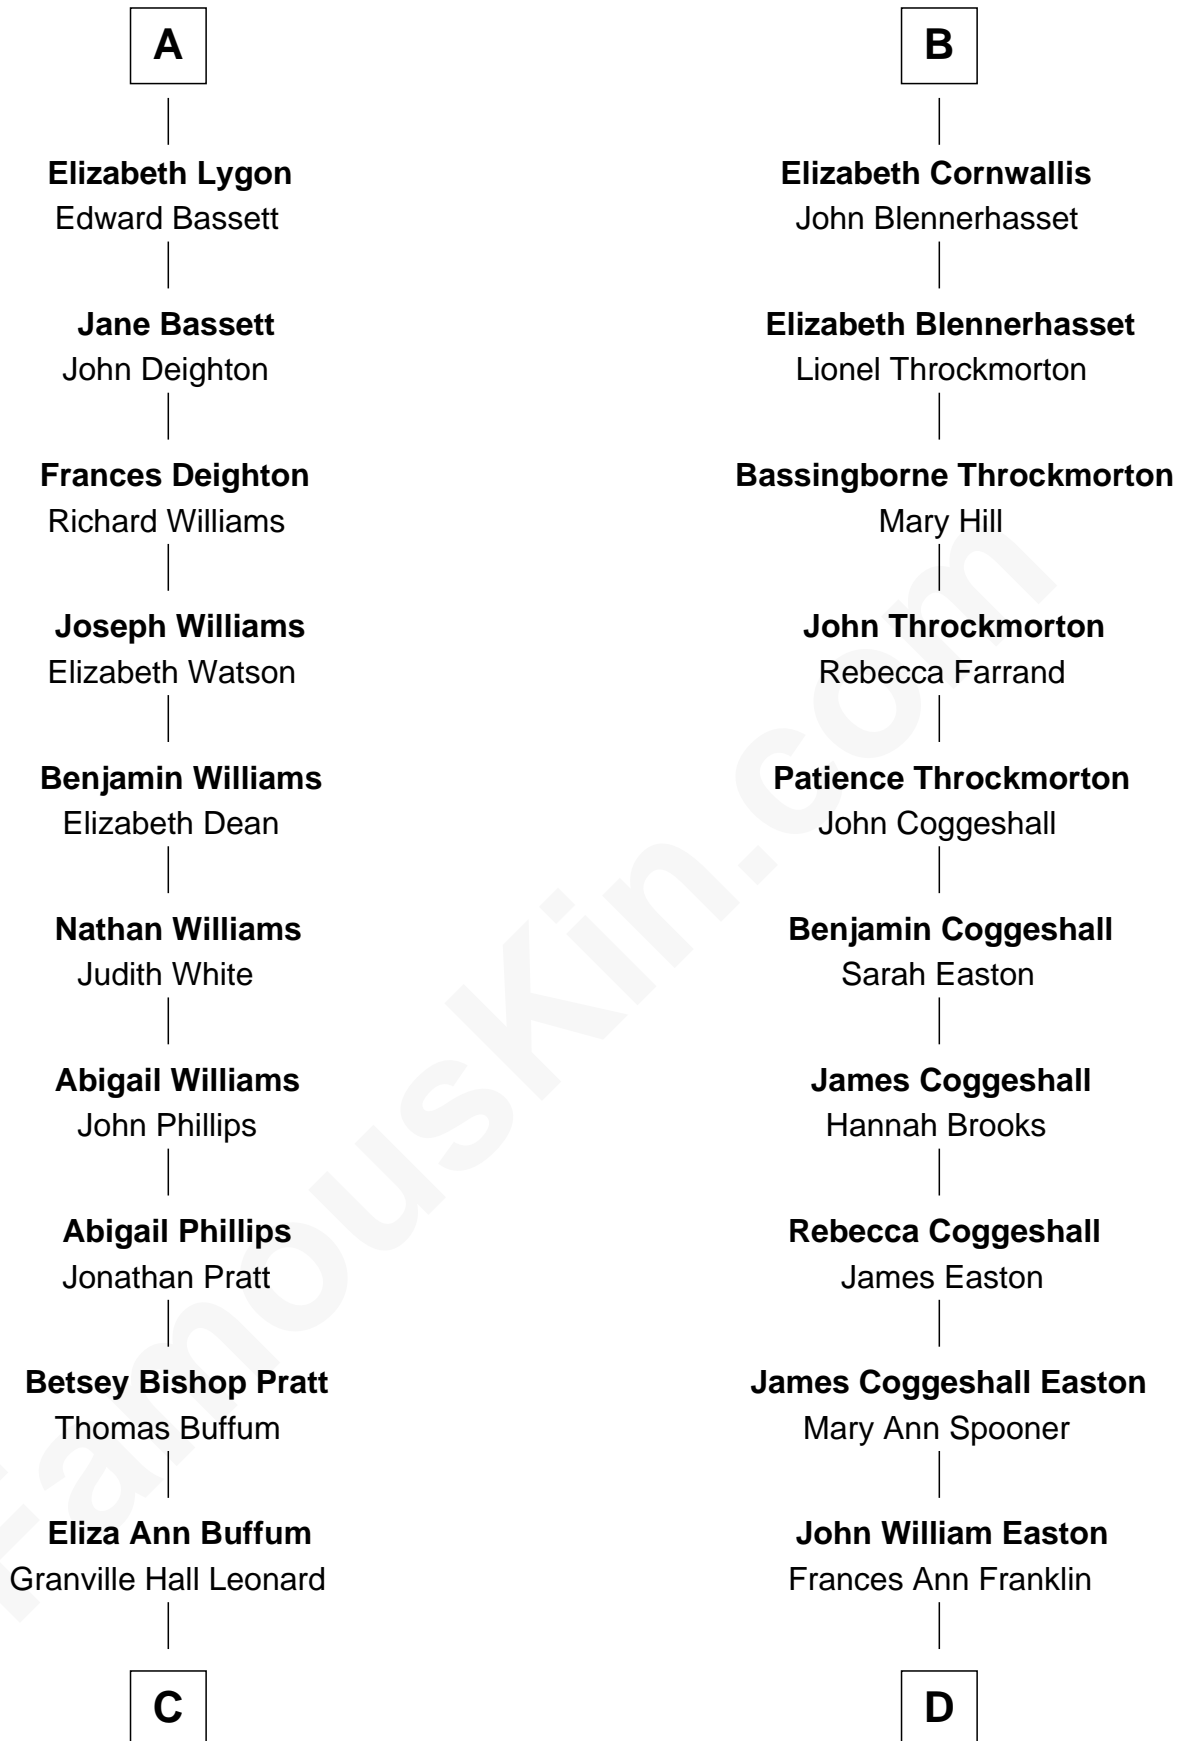 A
Elizabeth Lygon
Edward Bassett
Jane Bassett
John Deighton
Frances Deighton
Richard Williams
Joseph Williams
Elizabeth Watson
Benjamin Williams
Elizabeth Dean
Nathan Williams
Judith White
Abigail Williams
John Phillips
Abigail Phillips
Jonathan Pratt
Betsey Bishop Pratt
Thomas Buffum
Eliza Ann Buffum
Granville Hall Leonard
C
B
Elizabeth Cornwallis
John Blennerhasset
Elizabeth Blennerhasset
Lionel Throckmorton
Bassingborne Throckmorton
Mary Hill
John Throckmorton
Rebecca Farrand
Patience Throckmorton
John Coggeshall
Benjamin Coggeshall
Sarah Easton
James Coggeshall
Hannah Brooks
Rebecca Coggeshall
James Easton
James Coggeshall Easton
Mary Ann Spooner
John William Easton
Frances Ann Franklin
D
FamousKin.com